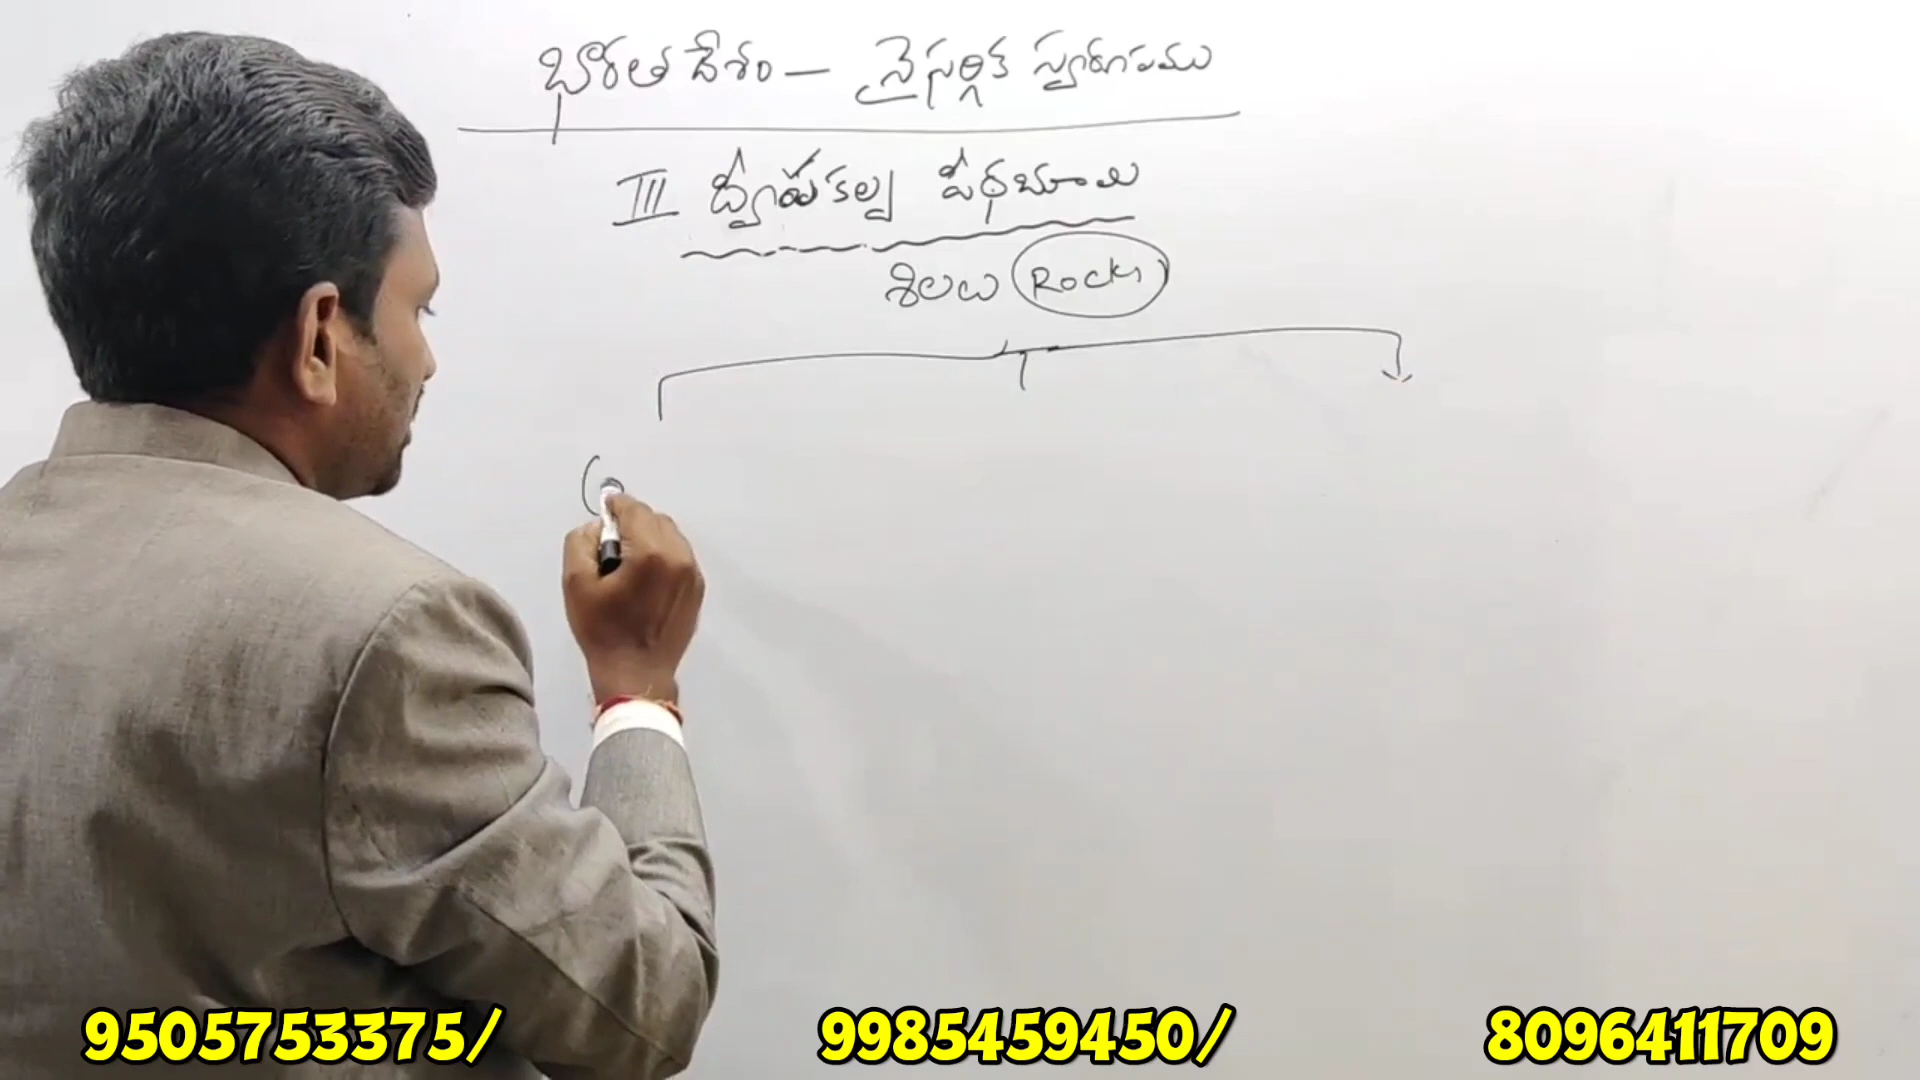 భారత దేశం – నైసర్గిక స్వరూపము
III ద్వీపకల్ప పీఠభూమి
శిలలు Rocks
9505753375/ 9985459450/ 8096411709